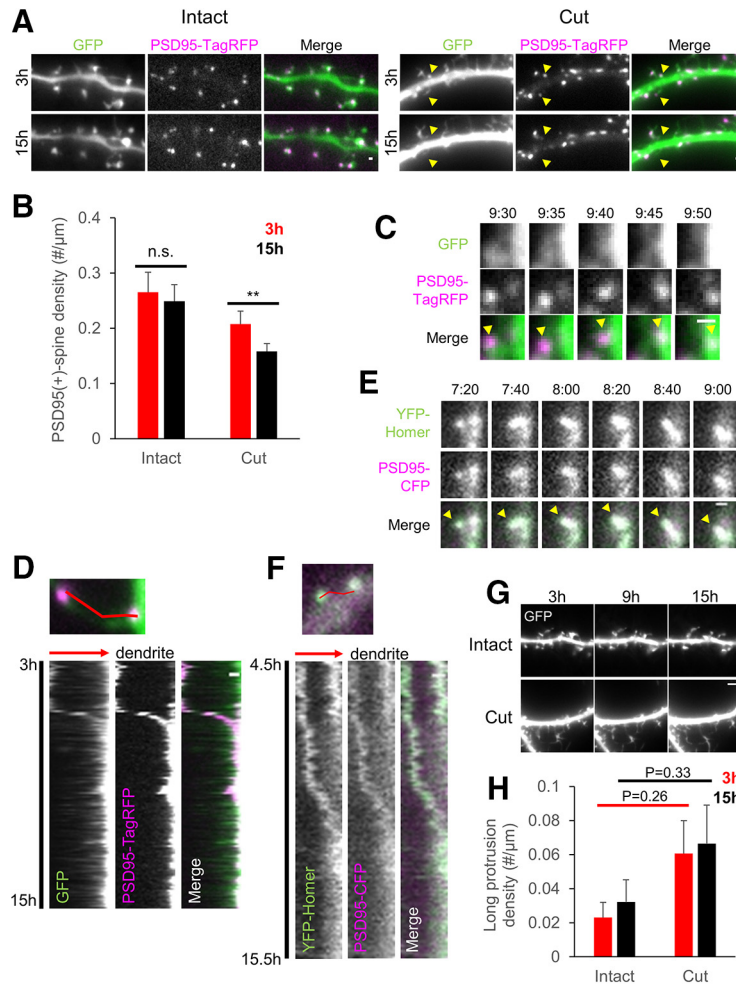 A
Intact
Cut
GFP PSD95-TagRFP Merge
GFP PSD95-TagRFP Merge
3h
15h
3h
15h
B
PSD95(+)-spine density (#/μm)
0.4
0.3
0.2
0.1
0
3h
15h
n.s.
**
Intact Cut
C
9:30 9:35 9:40 9:45 9:50
GFP
PSD95-
TagRFP
Merge
E
7:20 7:40 8:00 8:20 8:40 9:00
YFP-
Homer
PSD95-
CFP
Merge
D
3h
dendrite
15h
GFP
PSD95-TagRFP
Merge
F
4.5h
dendrite
15.5h
YFP-Homer
PSD95-CFP
Merge
G
3h 9h 15h
GFP
Intact
Cut
H
Long protrusion
density (#/μm)
0.1
0.08
0.06
0.04
0.02
0
P=0.33
3h
15h
P=0.26
Intact Cut